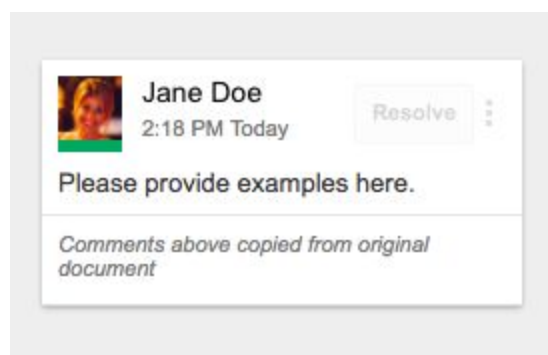 Jane Doe
2:18 PM Today
Resolve
Please provide examples here.
Comments above copied from original
document